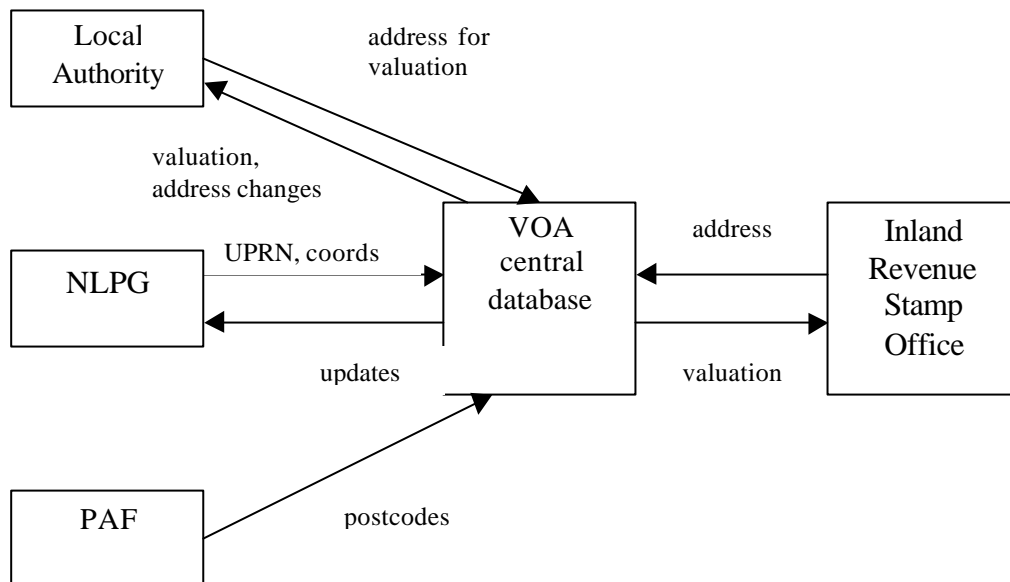 Local
Authority
address for
valuation
valuation,
address changes
VOA
central
database
address
Inland
Revenue
Stamp
Office
UPRN, coords
NLPG
updates
valuation
PAF
postcodes